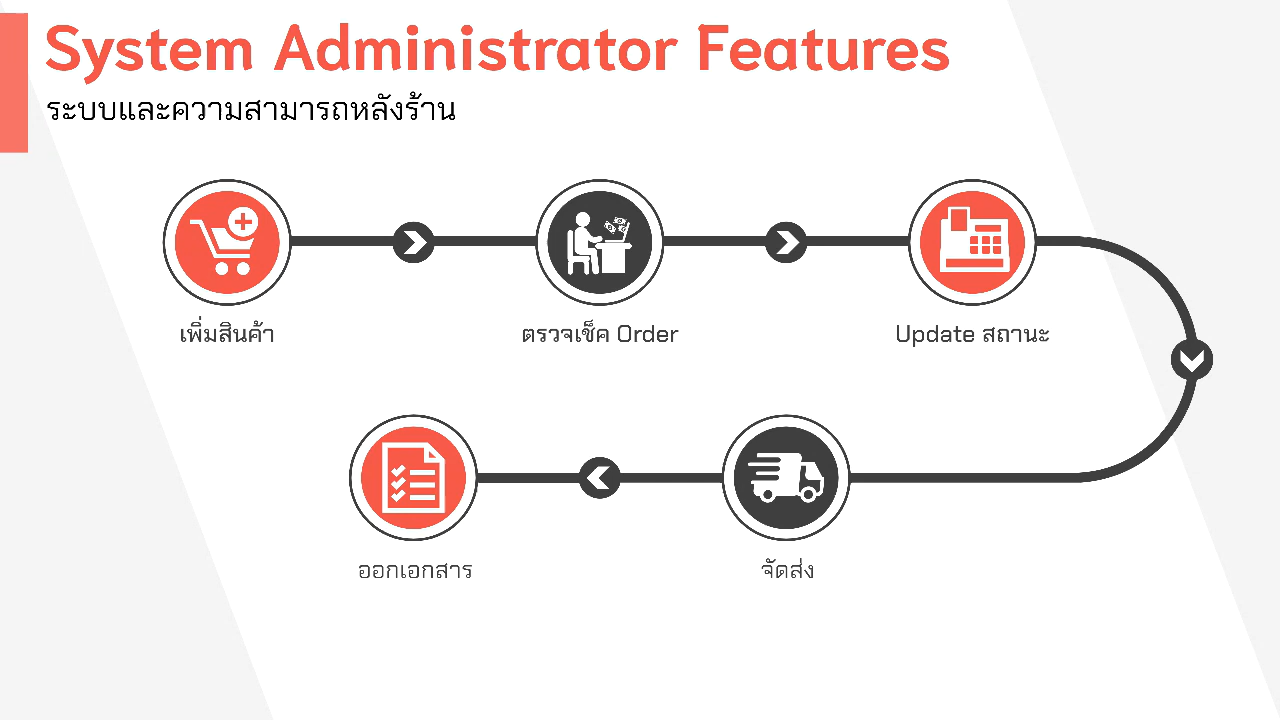 System Administrator Features
ระบบและความสามารถหลังร้าน
เพิ่มสินค้า
ตรวจเช็ค Order
Update สถานะ
จัดส่ง
ออกเอกสาร